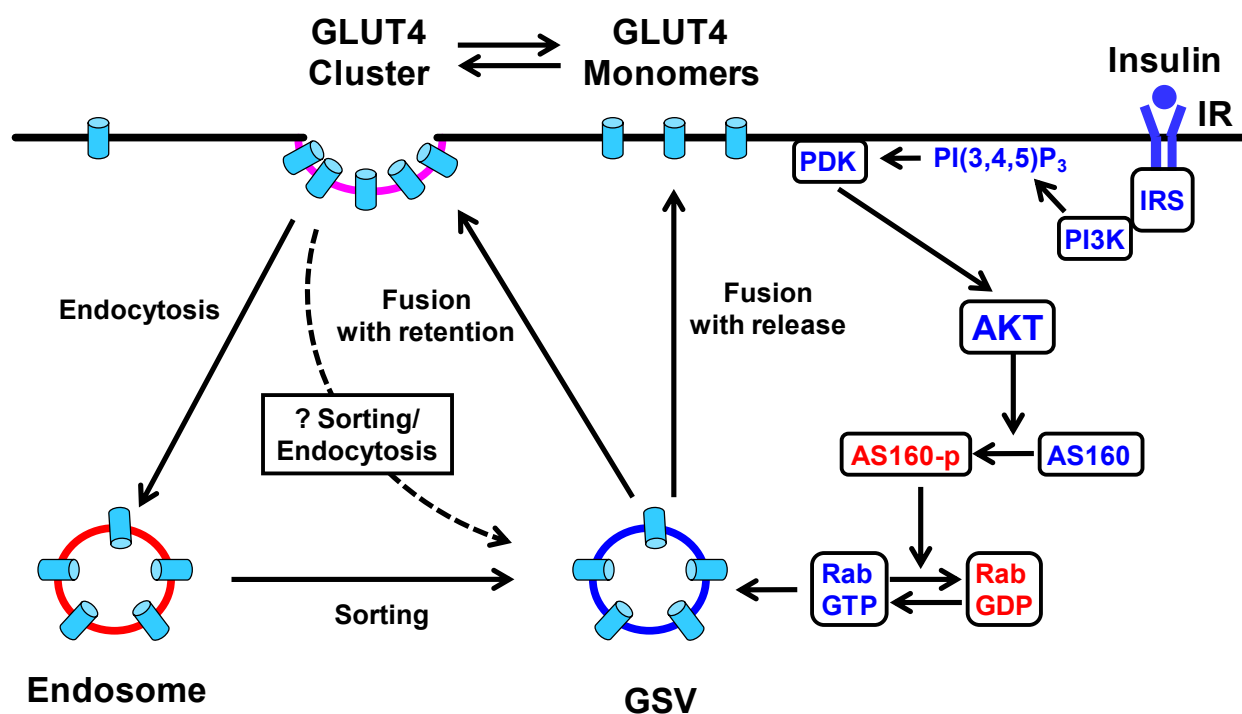 GLUT4
Cluster
GLUT4
Monomers
Insulin
IR
PDK
PI(3,4,5)P₃
IRS
PI3K
Endocytosis
Fusion
with retention
Fusion
with release
AKT
? Sorting/
Endocytosis
AS160-p
AS160
Rab
GTP
Rab
GDP
Sorting
Endosome
GSV